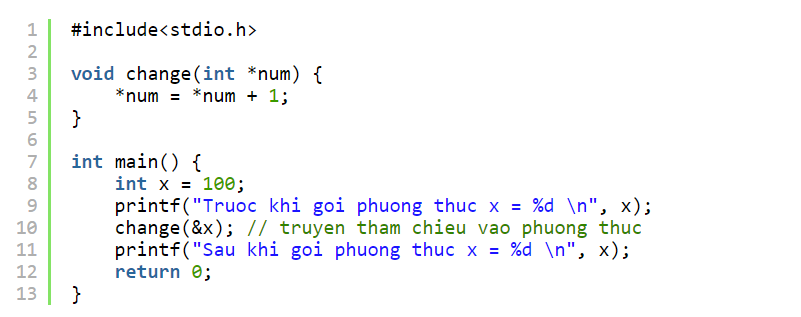 1 #include<stdio.h>
2
3 void change(int *num) {
4     *num = *num + 1;
5 }
6
7 int main() {
8     int x = 100;
9     printf("Truoc khi goi phuong thuc x = %d \n", x);
10     change(&x); // truyen tham chieu vao phuong thuc
11     printf("Sau khi goi phuong thuc x = %d \n", x);
12     return 0;
13 }